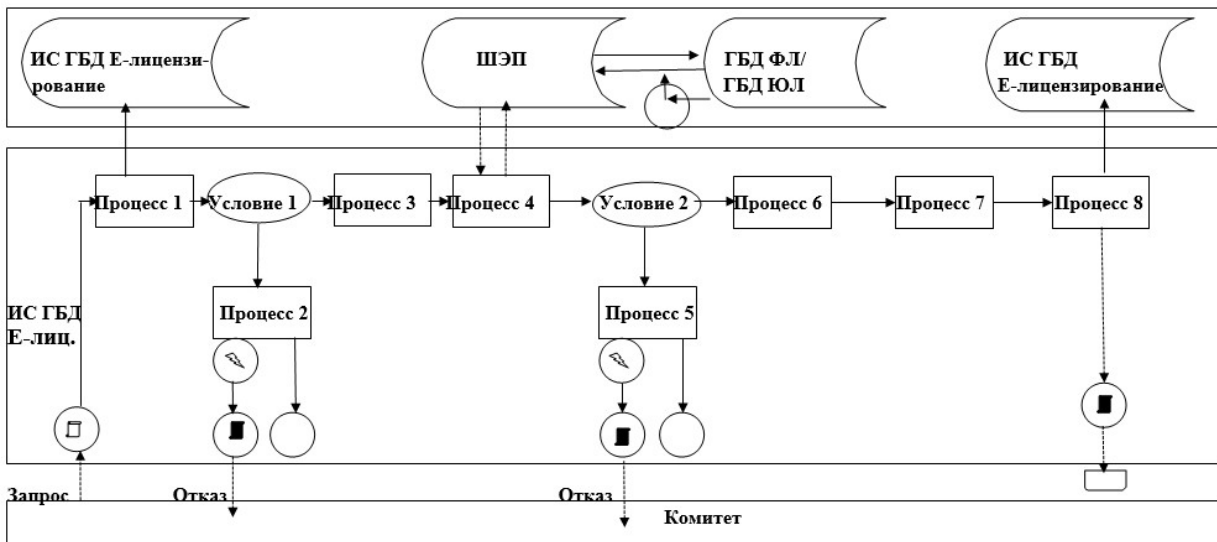 ИС ГБД Е-лицензи-
рование
ШЭП
ГБД ФЛ/
ГБД ЮЛ
ИС ГБД
Е-лицензирование
Процесс 1
Условие 1
Процесс 3
Процесс 4
Условие 2
Процесс 6
Процесс 7
Процесс 8
ИС ГБД
Е-лиц.
Процесс 2
Процесс 5
Запрос
Отказ
Отказ
Комитет